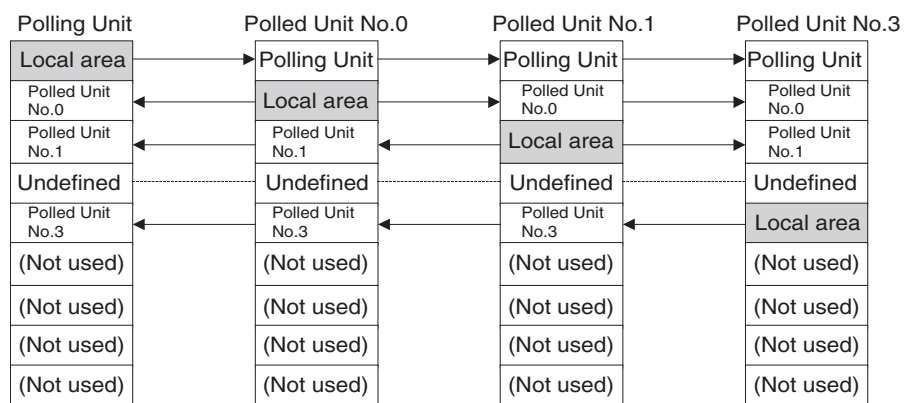 Polling Unit Polled Unit No.0 Polled Unit No.1 Polled Unit No.3
Local area Polling Unit Polling Unit Polling Unit
Polled Unit No.0 Local area Polled Unit No.0 Polled Unit No.0
Polled Unit No.1 Polled Unit No.1 Local area Polled Unit No.1
Undefined Undefined Undefined Undefined
Polled Unit No.3 Polled Unit No.3 Polled Unit No.3 Local area
(Not used) (Not used) (Not used) (Not used)
(Not used) (Not used) (Not used) (Not used)
(Not used) (Not used) (Not used) (Not used)
(Not used) (Not used) (Not used) (Not used)